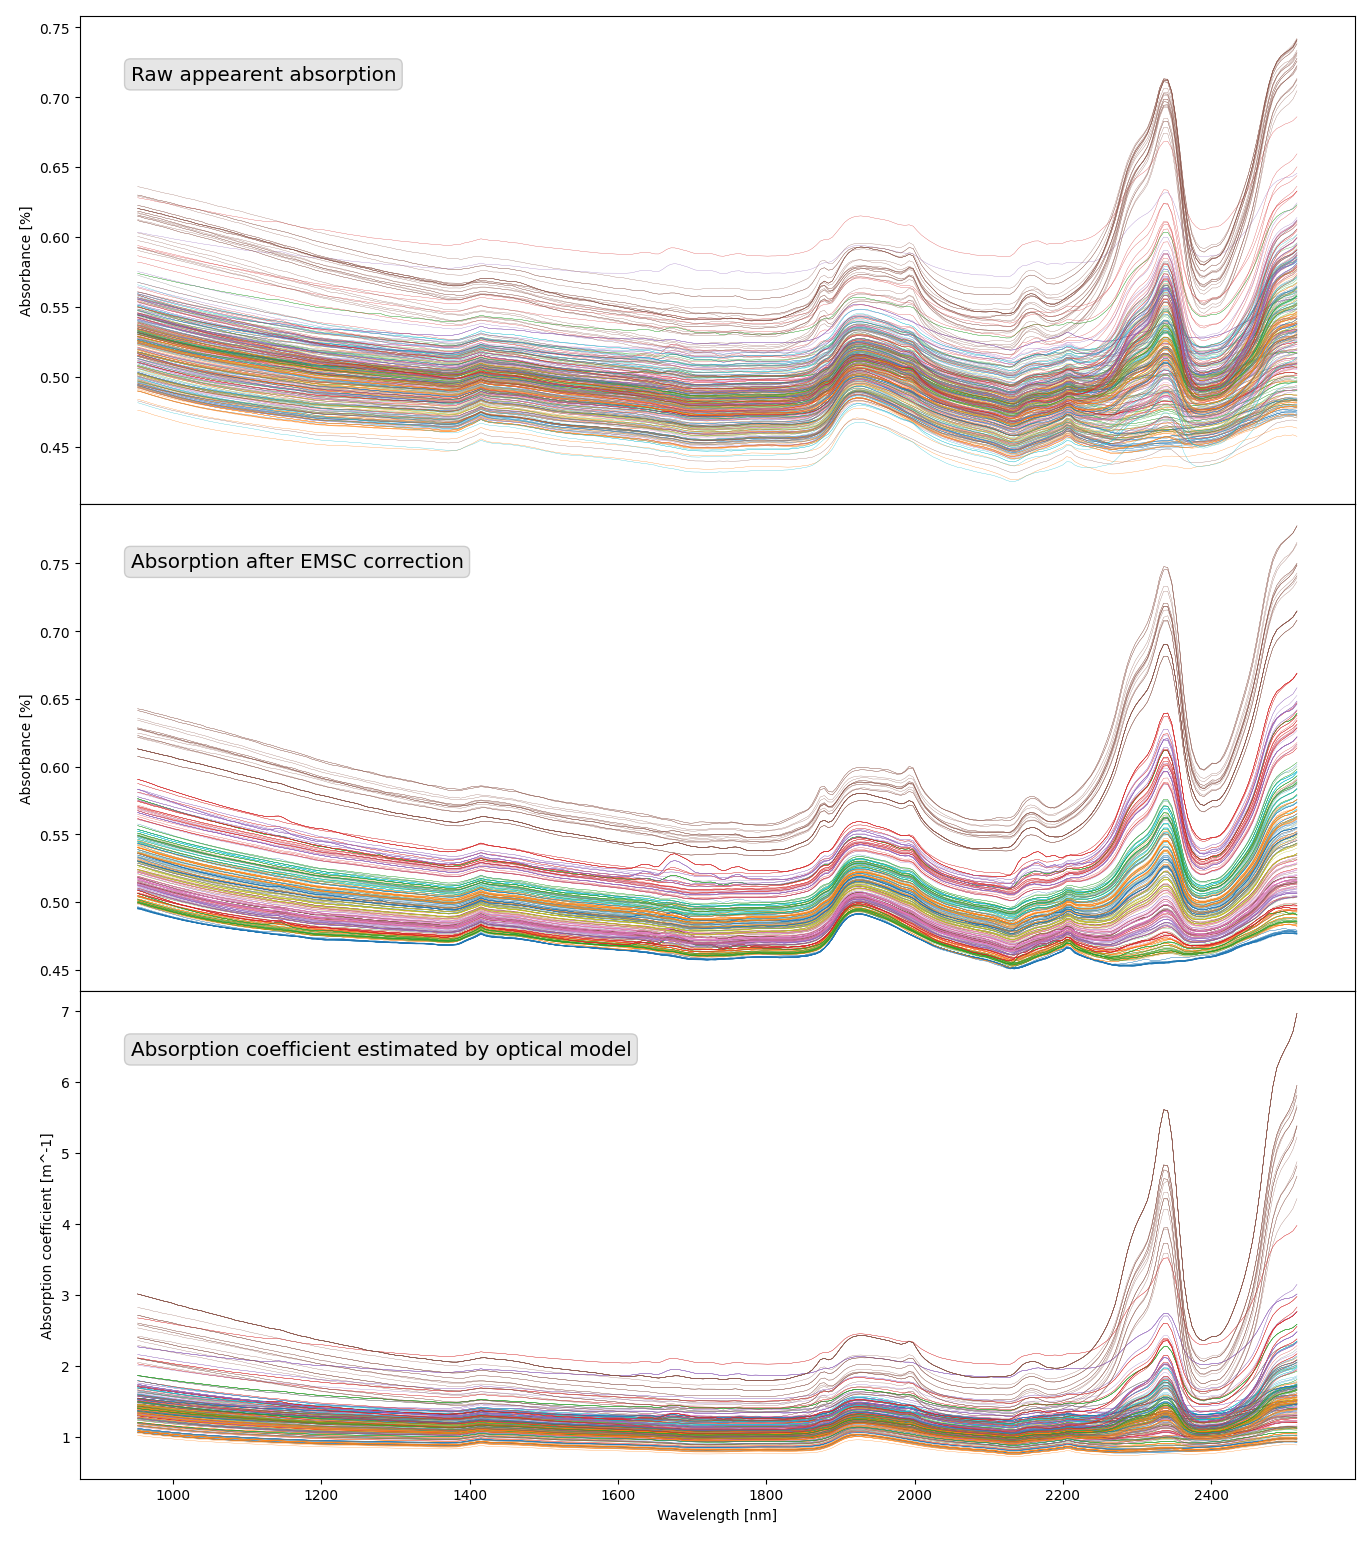 0.75
Raw appearent absorption
0.70
0.65
0.60
0.55
0.50
0.45
Absorbance [%]
Absorption after EMSC correction
0.75
0.70
0.65
0.60
0.55
0.50
0.45
Absorbance [%]
7
Absorption coefficient estimated by optical model
6
5
4
3
2
1
Absorption coefficient [m^-1]
1000 1200 1400 1600 1800 2000 2200 2400
Wavelength [nm]